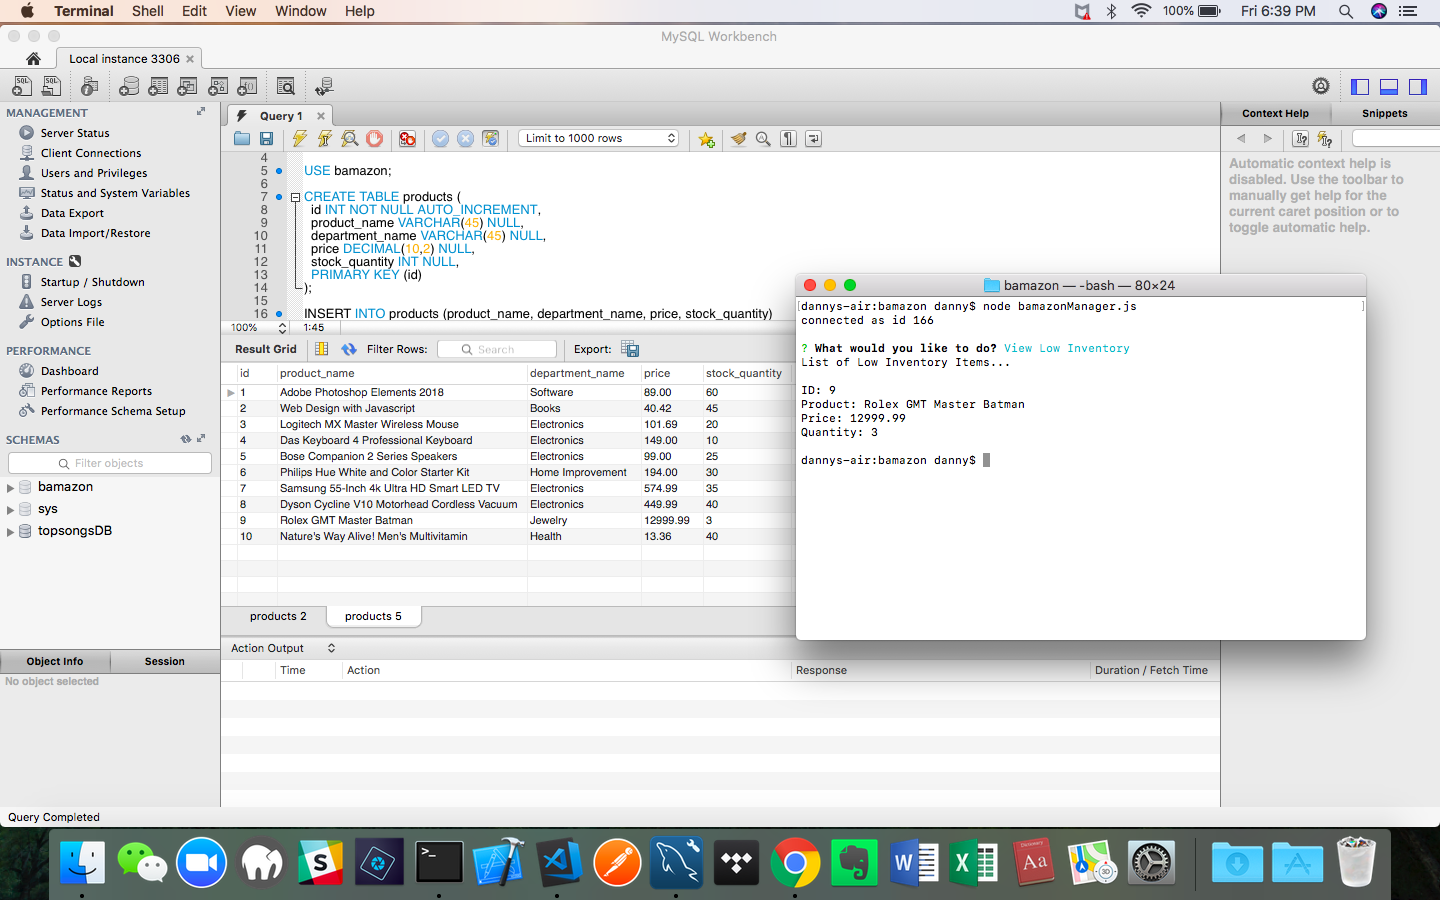 Terminal Shell Edit View Window Help 100% Fri 6:39 PM
MySQL Workbench
Local instance 3306
SQL SQL
MANAGEMENT
Server Status
Client Connections
Users and Privileges
Status and System Variables
Data Export
Data Import/Restore
INSTANCE
Startup / Shutdown
Server Logs
Options File
PERFORMANCE
Dashboard
Performance Reports
Performance Schema Setup
SCHEMAS
Filter objects
bamazon
sys
topsongsDB
Object Info Session
No object selected
Query 1
Limit to 1000 rows
4
5 USE bamazon;
6
7 CREATE TABLE products (
8 id INT NOT NULL AUTO_INCREMENT,
9 product_name VARCHAR(45) NULL,
10 department_name VARCHAR(45) NULL,
11 price DECIMAL(10,2) NULL,
12 stock_quantity INT NULL,
13 PRIMARY KEY (id)
14 );
15
16 INSERT INTO products (product_name, department_name, price, stock_quantity)
100% 1:45
Result Grid Filter Rows: Search Export:
id product_name department_name price stock_quantity
1 Adobe Photoshop Elements 2018 Software 89.00 60
2 Web Design with Javascript Books 40.42 45
3 Logitech MX Master Wireless Mouse Electronics 101.69 20
4 Das Keyboard 4 Professional Keyboard Electronics 149.00 10
5 Bose Companion 2 Series Speakers Electronics 99.00 25
6 Philips Hue White and Color Starter Kit Home Improvement 194.00 30
7 Samsung 55-Inch 4k Ultra HD Smart LED TV Electronics 574.99 35
8 Dyson Cycline V10 Motorhead Cordless Vacuum Electronics 449.99 40
9 Rolex GMT Master Batman Jewelry 12999.99 3
10 Nature's Way Alive! Men's Multivitamin Health 13.36 40
products 2 products 5
Action Output
Time Action Response Duration / Fetch Time
Query Completed
Context Help Snippets
Automatic context help is
disabled. Use the toolbar to
manually get help for the
current caret position or to
toggle automatic help.
bamazon — -bash — 80×24
[dannys-air:bamazon danny$ node bamazonManager.js ]
connected as id 166
? What would you like to do? View Low Inventory
List of Low Inventory Items...
ID: 9
Product: Rolex GMT Master Batman
Price: 12999.99
Quantity: 3
dannys-air:bamazon danny$
S >_ W X Dictionary Aa 3D